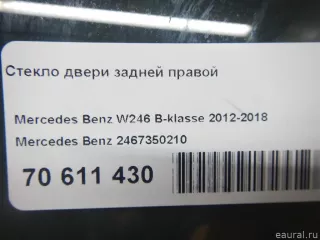 Стекло двери задней правой
Mercedes Benz W246 B-klasse 2012-2018
Mercedes Benz 2467350210
70 611 430
eaural.ru